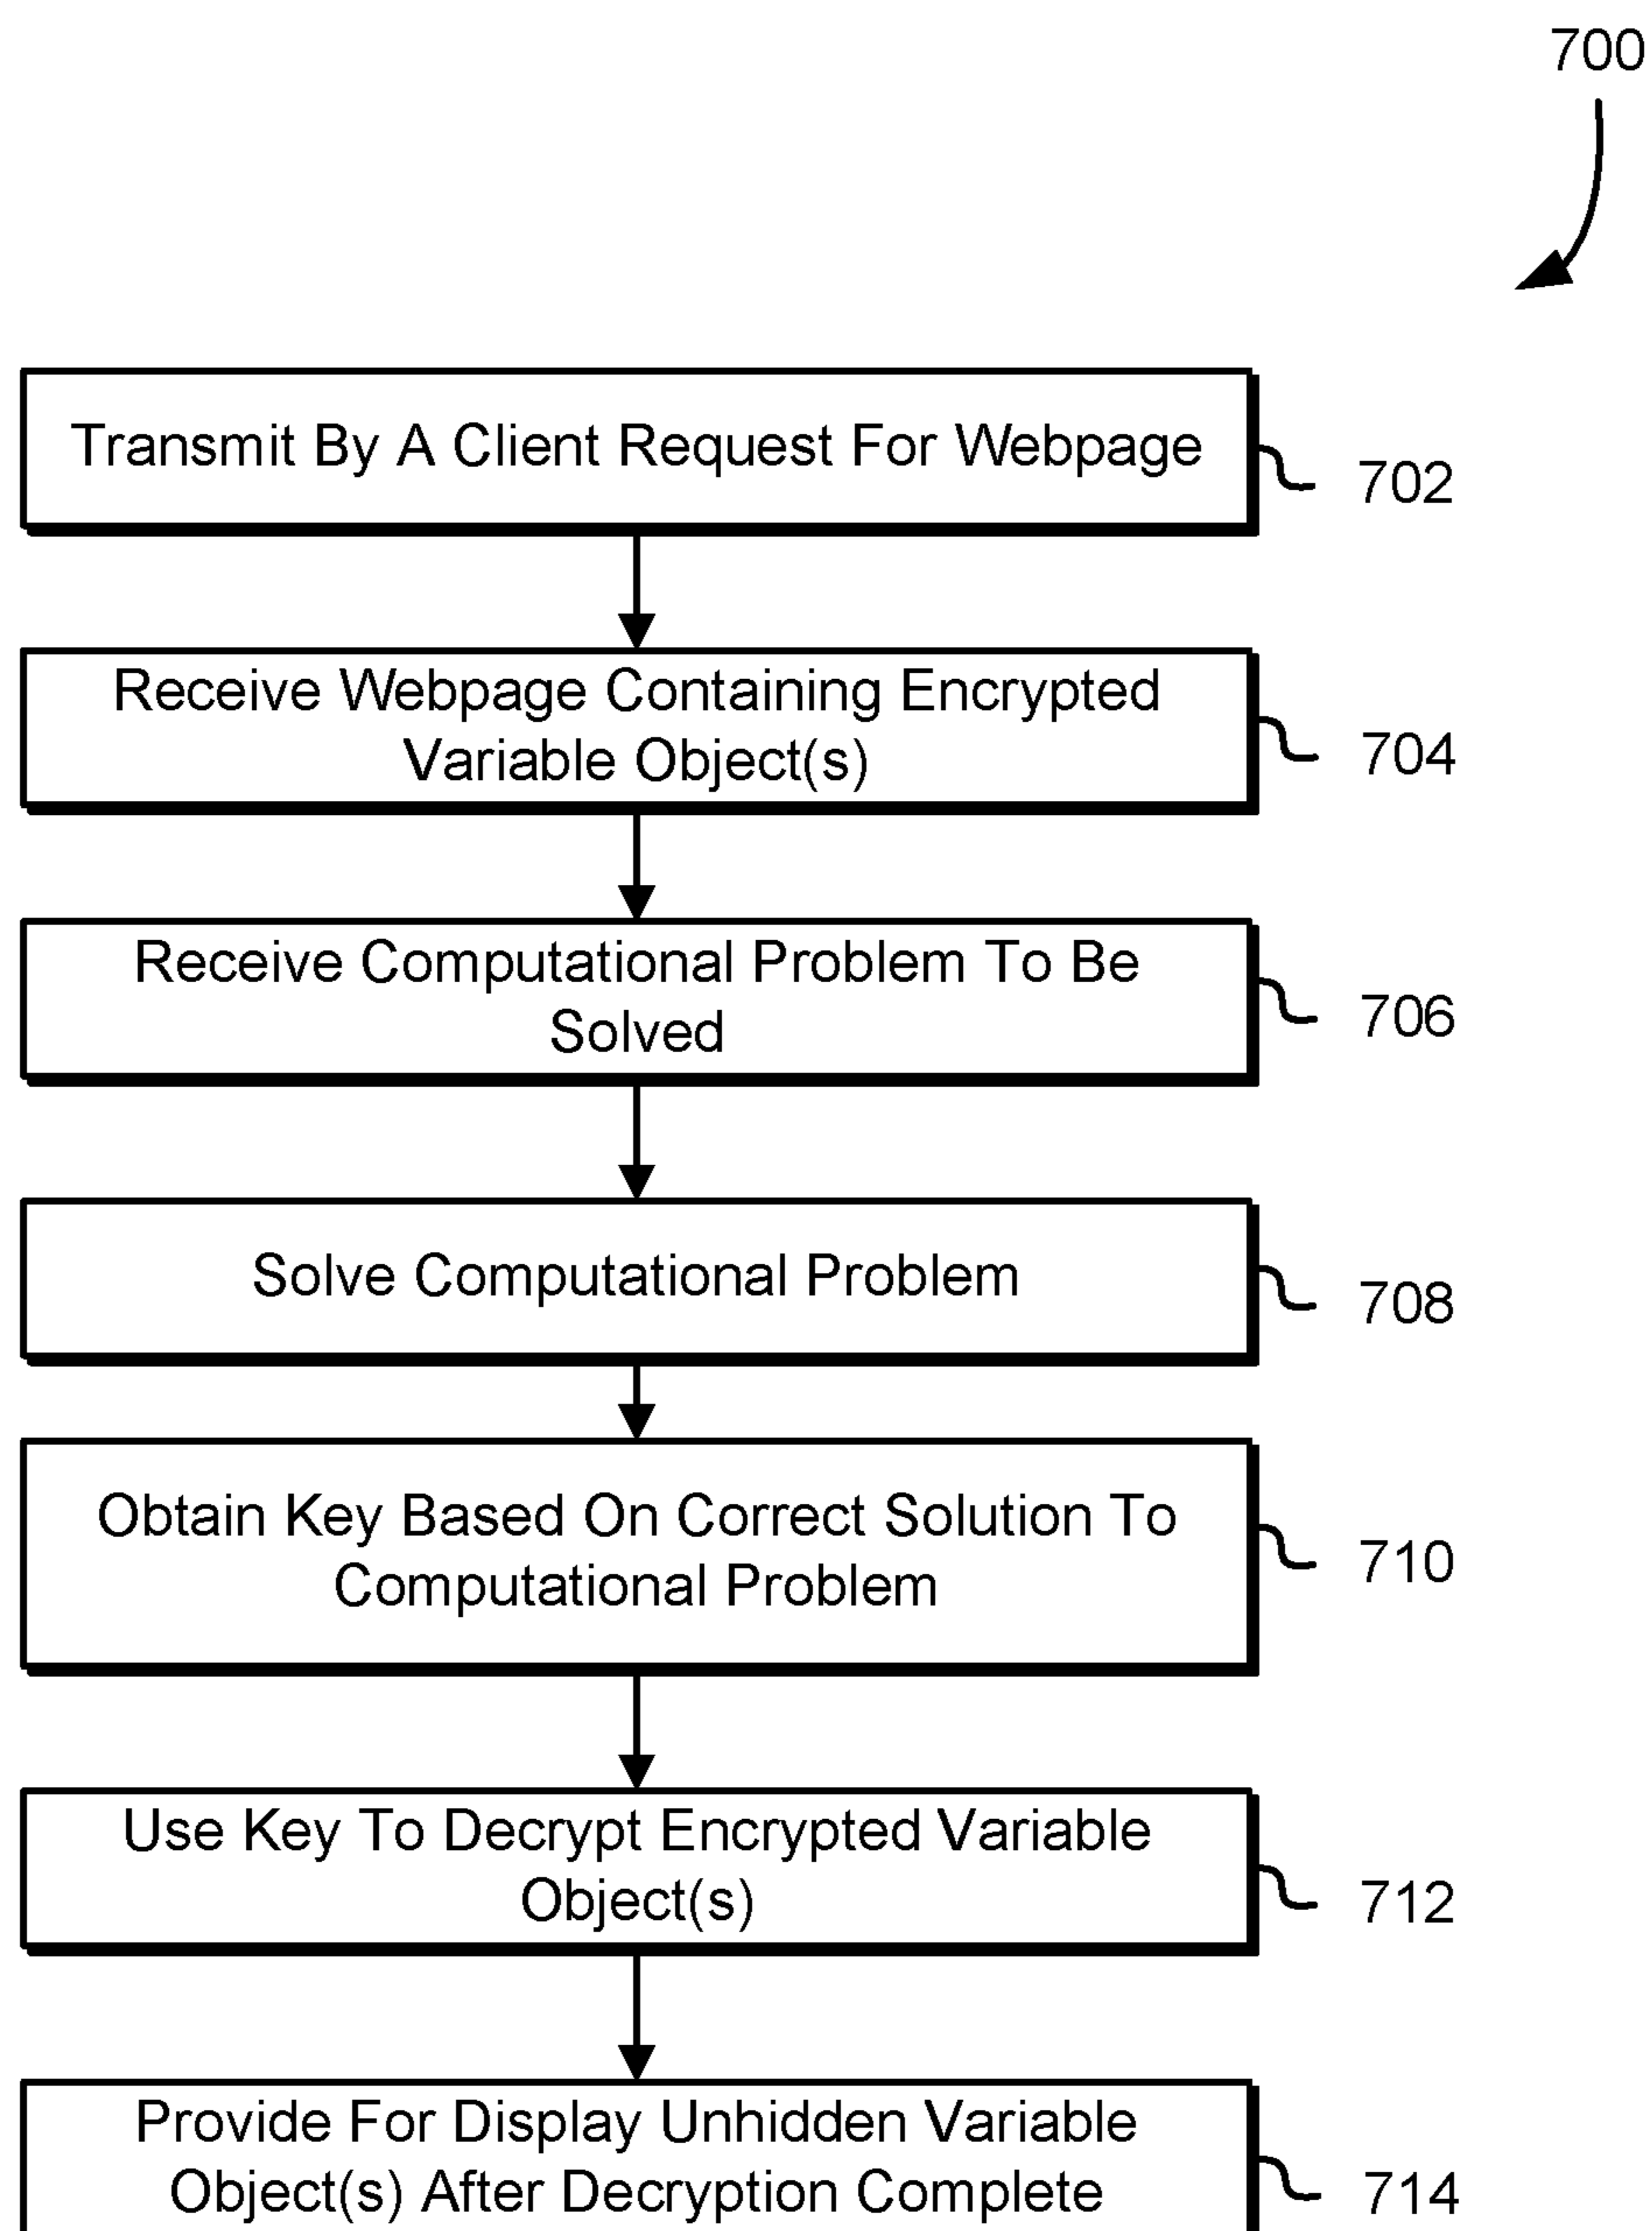 700
Transmit By A Client Request For Webpage
702
Receive Webpage Containing Encrypted
Variable Object(s)
704
Receive Computational Problem To Be
Solved
706
Solve Computational Problem
708
Obtain Key Based On Correct Solution To
Computational Problem
710
Use Key To Decrypt Encrypted Variable
Object(s)
712
Provide For Display Unhidden Variable
Object(s) After Decryption Complete
714